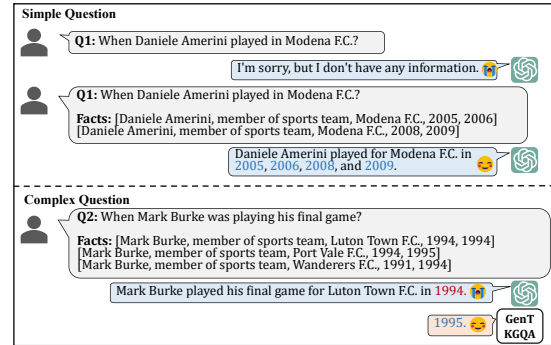 Simple Question
Q1: When Daniele Amerini played in Modena F.C.?
I'm sorry, but I don't have any information.
Q1: When Daniele Amerini played in Modena F.C.?
Facts: [Daniele Amerini, member of sports team, Modena F.C., 2005, 2006]
[Daniele Amerini, member of sports team, Modena F.C., 2008, 2009]
Daniele Amerini played for Modena F.C. in
2005, 2006, 2008, and 2009.
Complex Question
Q2: When Mark Burke was playing his final game?
Facts: [Mark Burke, member of sports team, Luton Town F.C., 1994, 1994]
[Mark Burke, member of sports team, Port Vale F.C., 1994, 1995]
[Mark Burke, member of sports team, Wanderers F.C., 1991, 1994]
Mark Burke played his final game for Luton Town F.C. in 1994.
1995.
GenT
KGQA